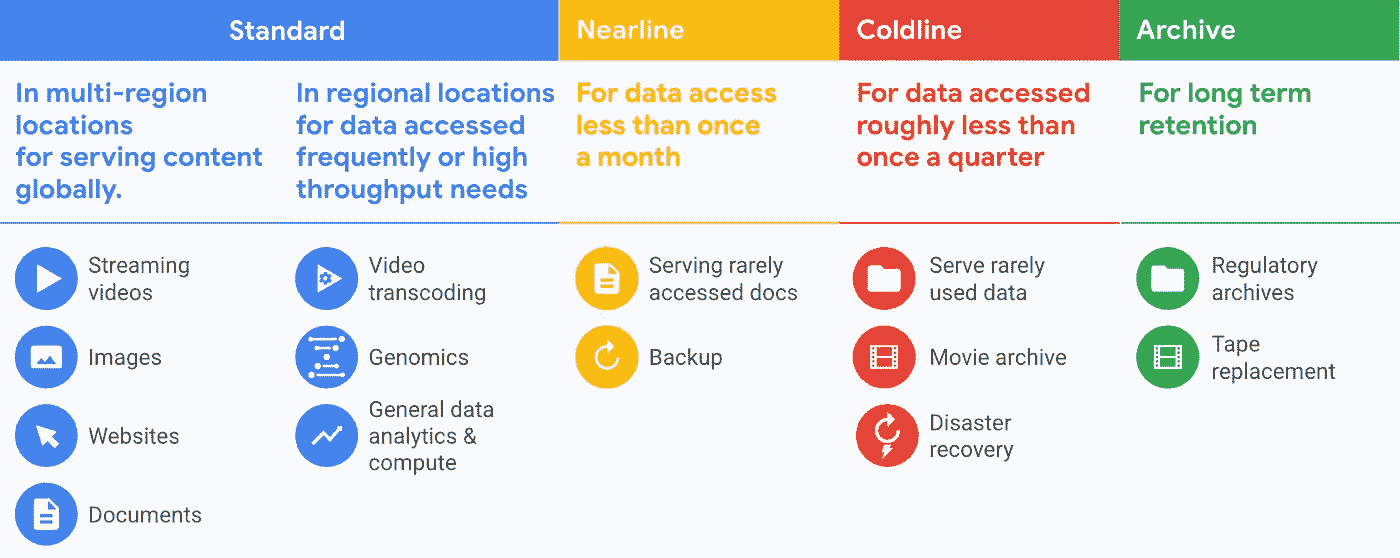 Standard
Nearline
Coldline
Archive
In multi-region
locations
for serving content
globally.
In regional locations
for data accessed
frequently or high
throughput needs
For data access
less than once
a month
For data accessed
roughly less than
once a quarter
For long term
retention
Streaming
videos
Images
Websites
Documents
Video
transcoding
Genomics
General data
analytics &
compute
Serving rarely
accessed docs
Backup
Serve rarely
used data
Movie archive
Disaster
recovery
Regulatory
archives
Tape
replacement